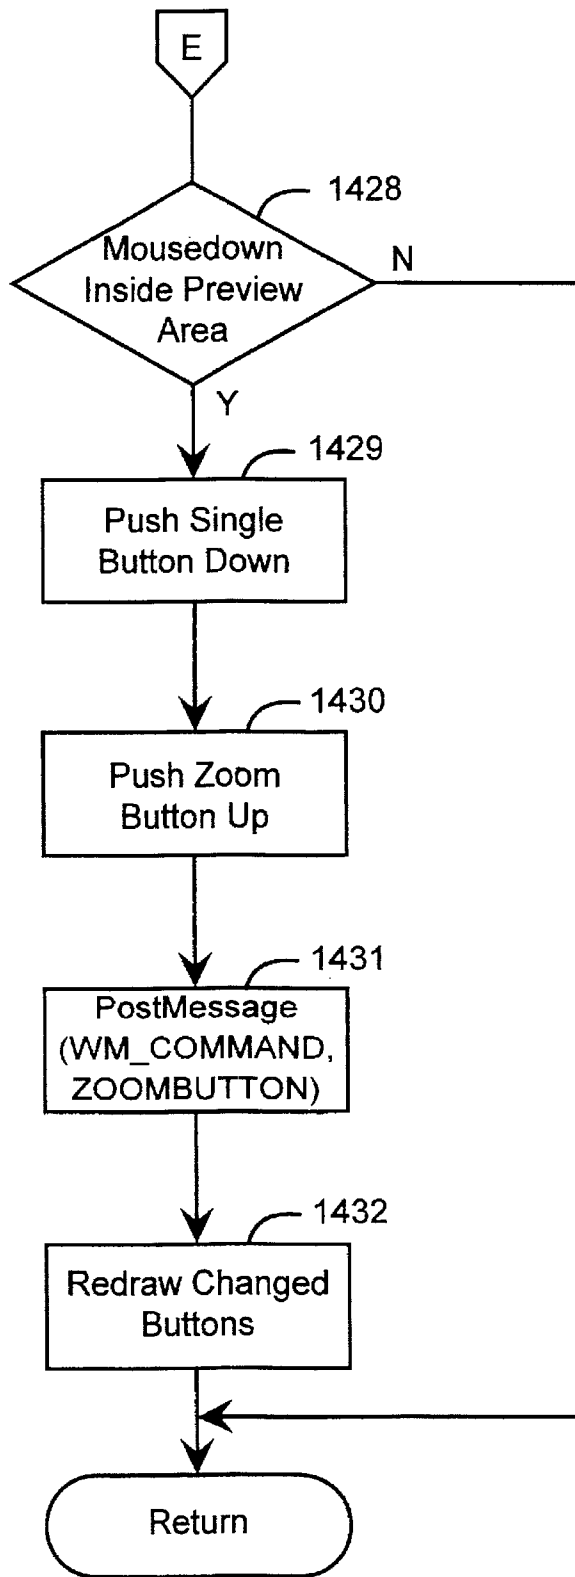 E
1428
Mousedown
Inside Preview
Area
N
Y
1429
Push Single
Button Down
1430
Push Zoom
Button Up
1431
PostMessage
(WM_COMMAND,
ZOOMBUTTON)
1432
Redraw Changed
Buttons
Return